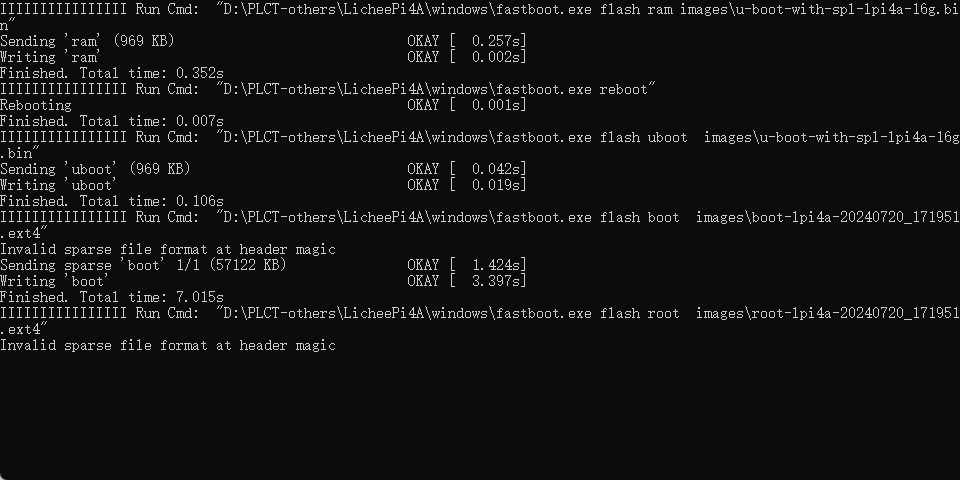 IIIIIIIIIIIIIIII Run Cmd:  "D:\PLCT-others\LicheePi4A\windows\fastboot.exe flash ram images\u-boot-with-spl-lpi4a-16g.bi
n"
Sending 'ram' (969 KB)                             OKAY [  0.257s]
Writing 'ram'                                      OKAY [  0.002s]
Finished. Total time: 0.352s
IIIIIIIIIIIIIIII Run Cmd:  "D:\PLCT-others\LicheePi4A\windows\fastboot.exe reboot"
Rebooting                                          OKAY [  0.001s]
Finished. Total time: 0.007s
IIIIIIIIIIIIIIII Run Cmd:  "D:\PLCT-others\LicheePi4A\windows\fastboot.exe flash uboot  images\u-boot-with-spl-lpi4a-16g
.bin"
Sending 'uboot' (969 KB)                           OKAY [  0.042s]
Writing 'uboot'                                    OKAY [  0.019s]
Finished. Total time: 0.106s
IIIIIIIIIIIIIIII Run Cmd:  "D:\PLCT-others\LicheePi4A\windows\fastboot.exe flash boot  images\boot-lpi4a-20240720_171951
.ext4"
Invalid sparse file format at header magic
Sending sparse 'boot' 1/1 (57122 KB)               OKAY [  1.424s]
Writing 'boot'                                     OKAY [  3.397s]
Finished. Total time: 7.015s
IIIIIIIIIIIIIIII Run Cmd:  "D:\PLCT-others\LicheePi4A\windows\fastboot.exe flash root  images\root-lpi4a-20240720_171951
.ext4"
Invalid sparse file format at header magic